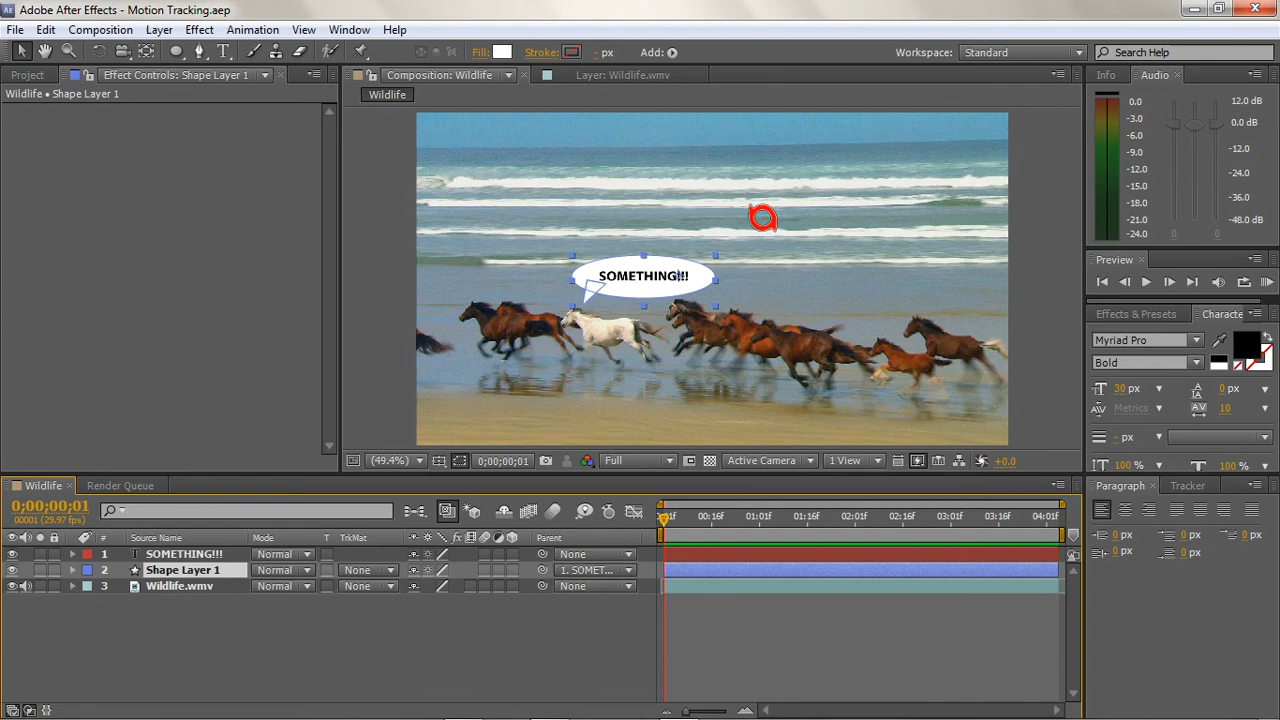 Adobe After Effects - Motion Tracking.aep
File Edit Composition Layer Effect Animation View Window Help
Fill: Stroke: - px Add: Workspace: Standard Search Help
Project Effect Controls: Shape Layer 1 Composition: Wildlife Layer: Wildlife.wmv Info Audio
Wildlife • Shape Layer 1 Wildlife
0.0 12.0 dB
-3.0 0.0 dB
-6.0
-9.0 -12.0 dB
-12.0
-15.0 -24.0 dB
-18.0 -36.0 dB
-21.0 -48.0 dB
-24.0 0 0
SOMETHING!!!
Preview
Effects & Presets Characte
Myriad Pro
Bold
30 px 0 px
Metrics 10
- px
100 % 100 %
(49.4%) 0;00;00;01 Full Active Camera 1 View +0.0
Wildlife Render Queue Paragraph Tracker
0;00;00;01
00001 (29.97 fps)
01f 00:16f 01:01f 01:16f 02:01f 02:16f 03:01f 03:16f 04:01f
# Source Name Mode T TrkMat Parent
0 px 0 px 0 px
0 px 0 px
1 T SOMETHING!!! Normal None
2 Shape Layer 1 Normal None 1. SOMET...
3 Wildlife.wmv Normal None None